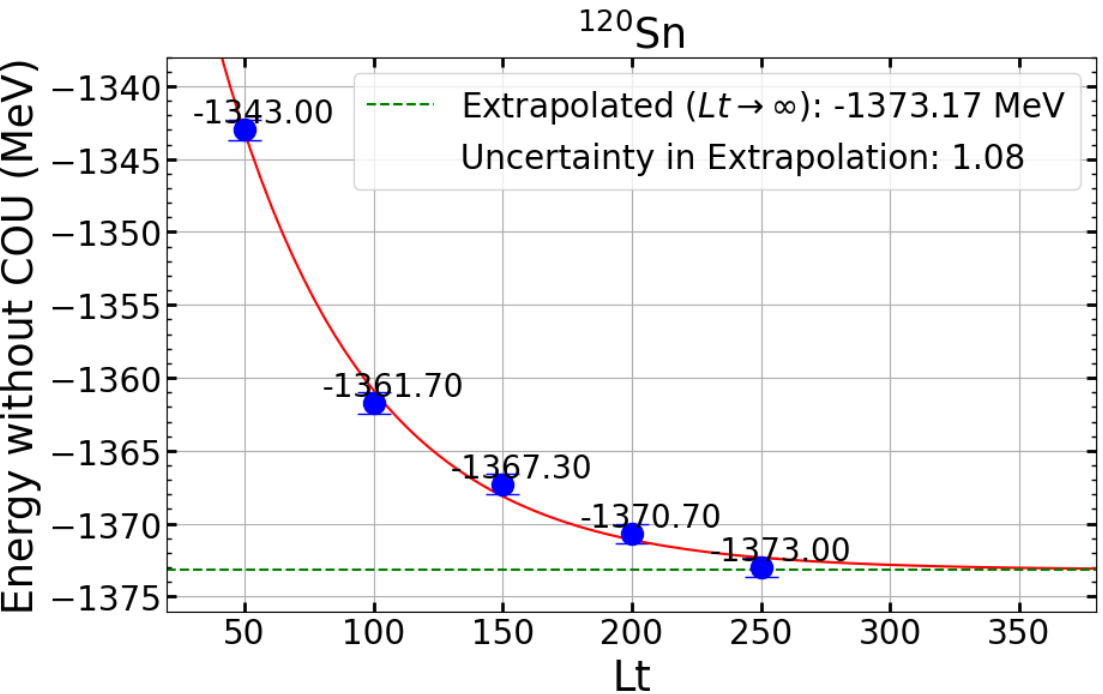 ¹²⁰Sn
Energy without COU (MeV)
−1340
−1345
−1350
−1355
−1360
−1365
−1370
−1375
Extrapolated (Lt → ∞): -1373.17 MeV
Uncertainty in Extrapolation: 1.08
-1343.00
-1361.70
-1367.30
-1370.70
-1373.00
50 100 150 200 250 300 350
Lt